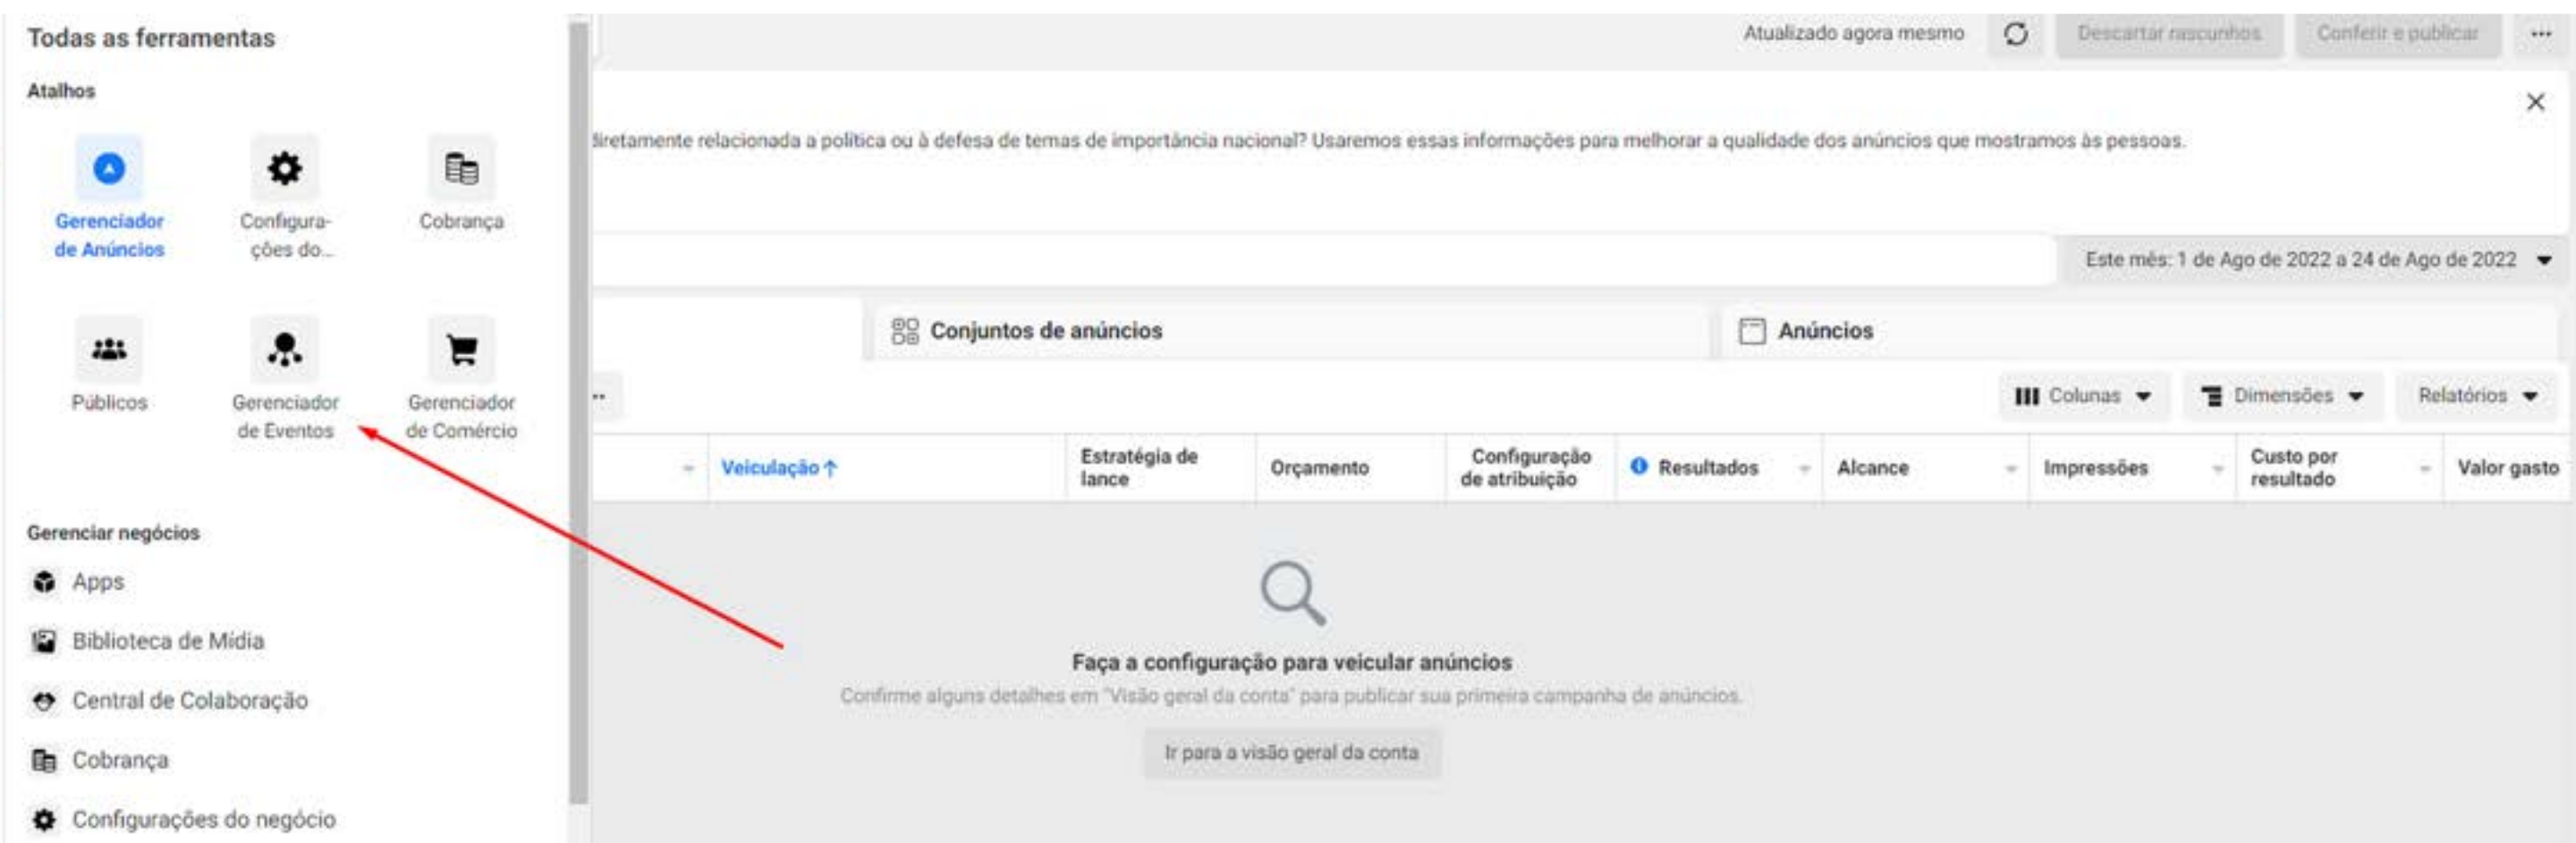 Todas as ferramentas
Atalhos
Gerenciador
de Anúncios
Configura-
ções do...
Cobrança
Públicos
Gerenciador
de Eventos
Gerenciador
de Comércio
Gerenciar negócios
Apps
Biblioteca de Mídia
Central de Colaboração
Cobrança
Configurações do negócio
Atualizado agora mesmo
Descartar rascunhos
Conferir e publicar
diretamente relacionada a política ou à defesa de temas de importância nacional? Usaremos essas informações para melhorar a qualidade dos anúncios que mostramos às pessoas.
Este mês: 1 de Ago de 2022 a 24 de Ago de 2022
Conjuntos de anúncios
Anúncios
Colunas
Dimensões
Relatórios
Veiculação ↑
Estratégia de
lance
Orçamento
Configuração
de atribuição
Resultados
Alcance
Impressões
Custo por
resultado
Valor gasto
Faça a configuração para veicular anúncios
Confirme alguns detalhes em "Visão geral da conta" para publicar sua primeira campanha de anúncios.
Ir para a visão geral da conta